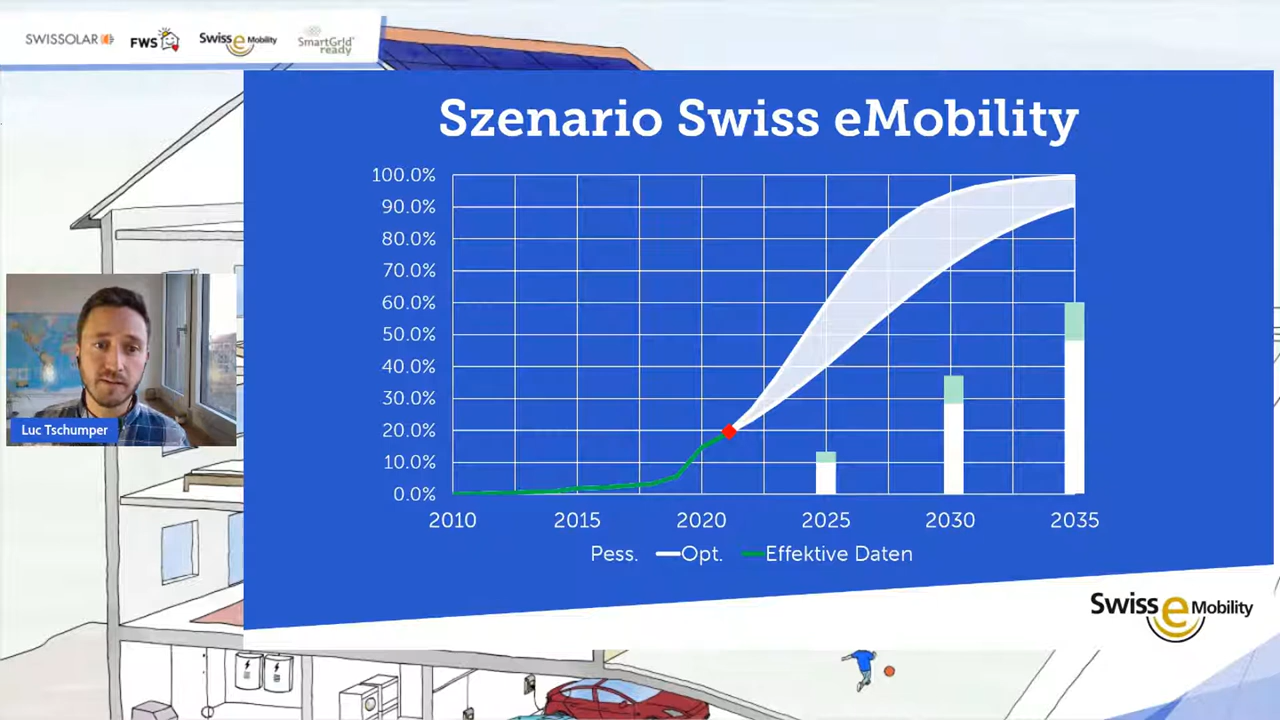 SWISSOLAR
FWS
Swiss eMobility
SmartGrid ready
Szenario Swiss eMobility
100.0%
90.0%
80.0%
70.0%
60.0%
50.0%
40.0%
30.0%
20.0%
10.0%
0.0%
2010 2015 2020 2025 2030 2035
Pess. Opt. Effektive Daten
Luc Tschumper
Swiss eMobility